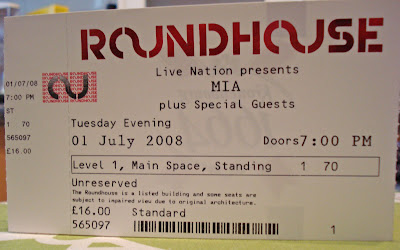 ROUNDHOUSE
Live Nation presents
MIA
plus Special Guests
Tuesday Evening
01 July 2008 Doors 7:00 PM
Level 1, Main Space, Standing 1 70
Unreserved
The Roundhouse is a listed building and some seats are
subject to impaired view due to original architecture.
£16.00 Standard
565097 1
01/07/08
7:00 PM
ST
1 70
565097
£16.00